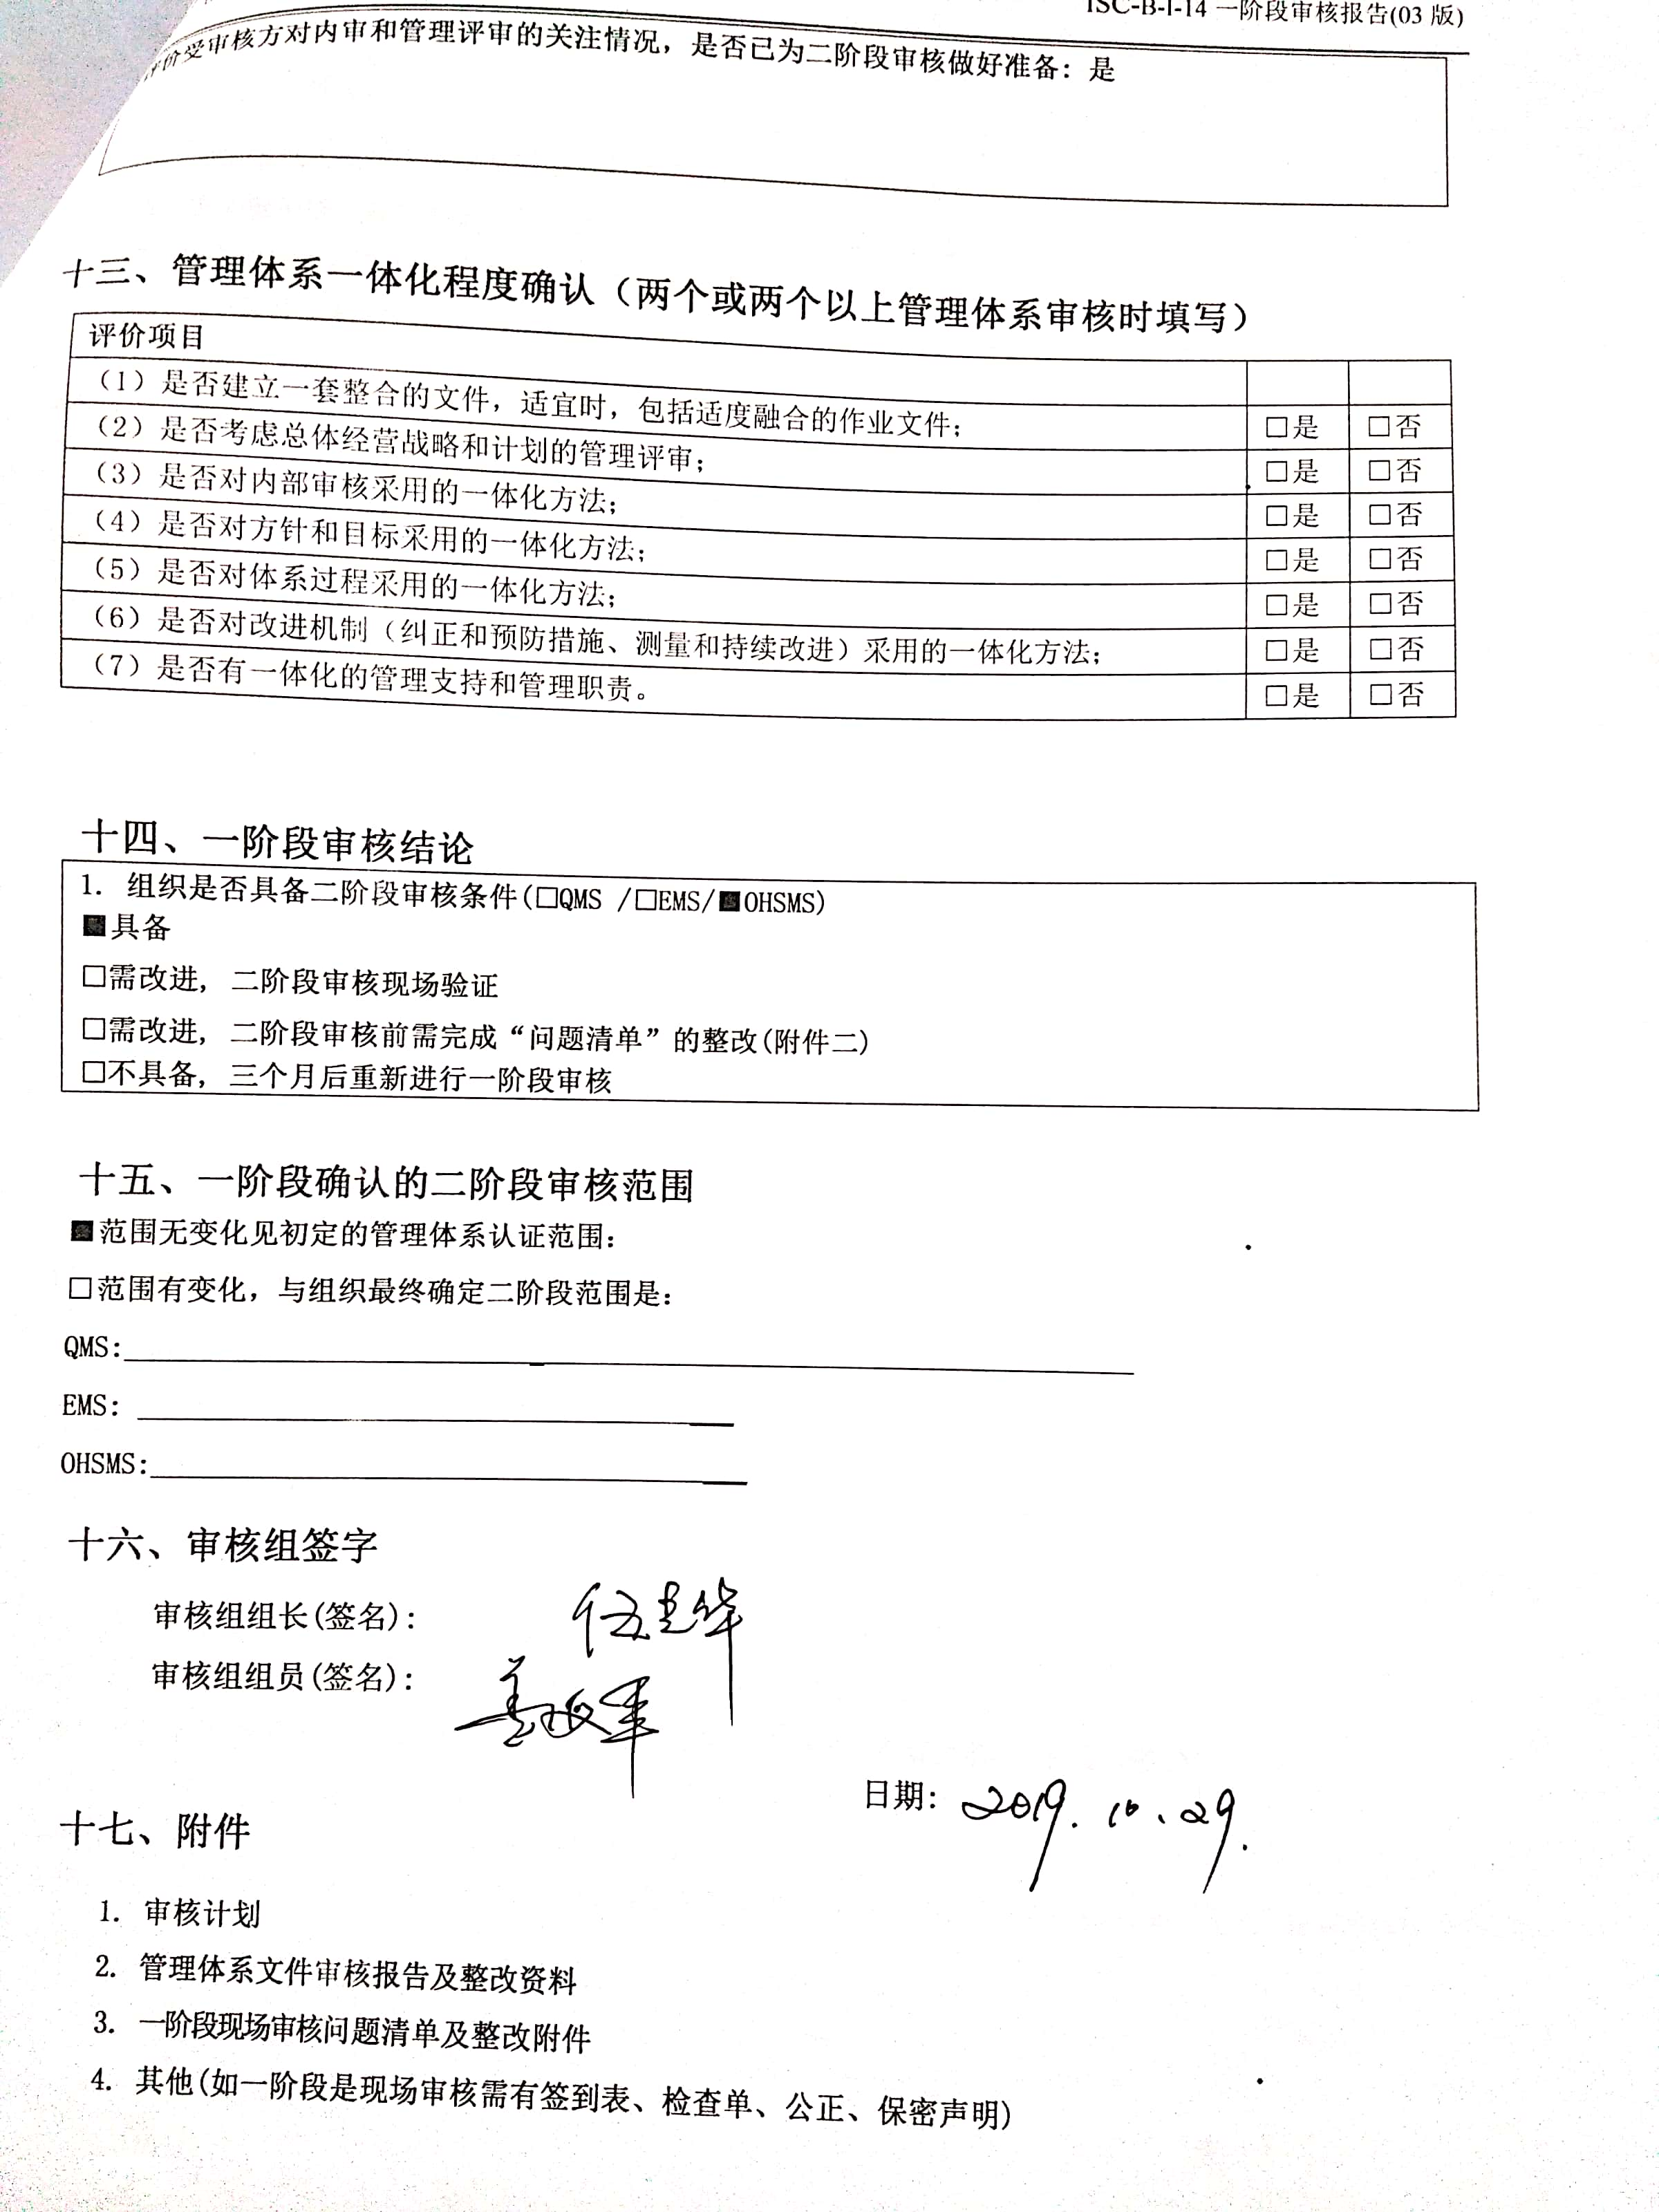 ISC-B-I-14 一阶段审核报告(03 版)
评价受审核方对内审和管理评审的关注情况，是否已为二阶段审核做好准备：是
十三、管理体系一体化程度确认（两个或两个以上管理体系审核时填写）
评价项目
（1）是否建立一套整合的文件，适宜时，包括适度融合的作业文件； □是 □否
（2）是否考虑总体经营战略和计划的管理评审； □是 □否
（3）是否对内部审核采用的一体化方法； □是 □否
（4）是否对方针和目标采用的一体化方法； □是 □否
（5）是否对体系过程采用的一体化方法； □是 □否
（6）是否对改进机制（纠正和预防措施、测量和持续改进）采用的一体化方法； □是 □否
（7）是否有一体化的管理支持和管理职责。 □是 □否
十四、一阶段审核结论
1. 组织是否具备二阶段审核条件(□QMS /□EMS/■OHSMS)
■具备
□需改进，二阶段审核现场验证
□需改进，二阶段审核前需完成“问题清单”的整改(附件二)
□不具备，三个月后重新进行一阶段审核
十五、一阶段确认的二阶段审核范围
■范围无变化见初定的管理体系认证范围：
□范围有变化，与组织最终确定二阶段范围是：
QMS:
EMS:
OHSMS:
十六、审核组签字
审核组组长(签名)： 伍建华
审核组组员(签名)：
日期: 2019. 10、29.
十七、附件
1. 审核计划
2. 管理体系文件审核报告及整改资料
3. 一阶段现场审核问题清单及整改附件
4. 其他(如一阶段是现场审核需有签到表、检查单、公正、保密声明)